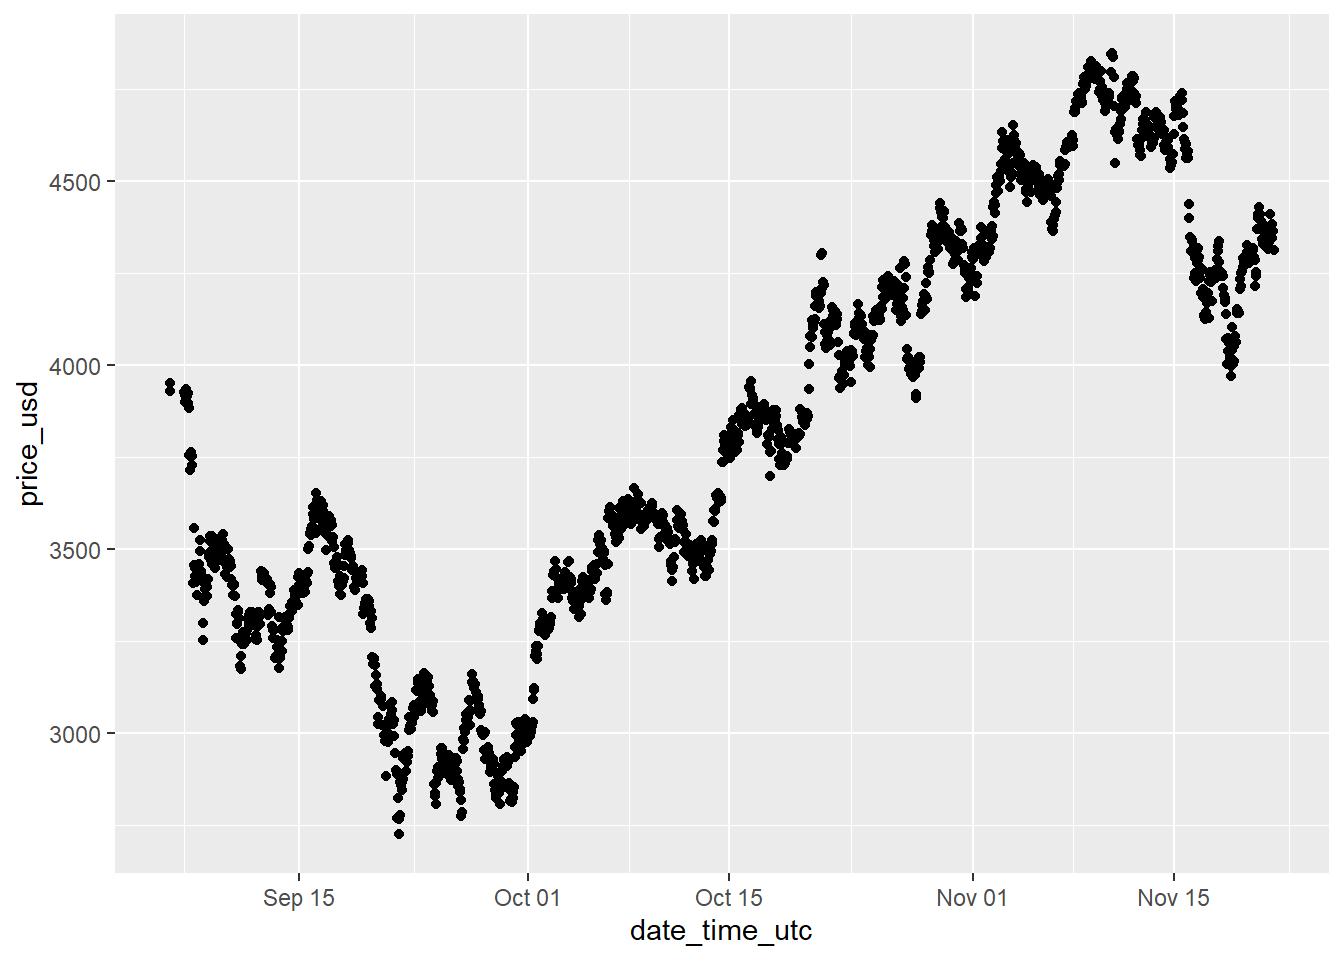 price_usd
4500
4000
3500
3000
Sep 15
Oct 01
Oct 15
Nov 01
Nov 15
date_time_utc